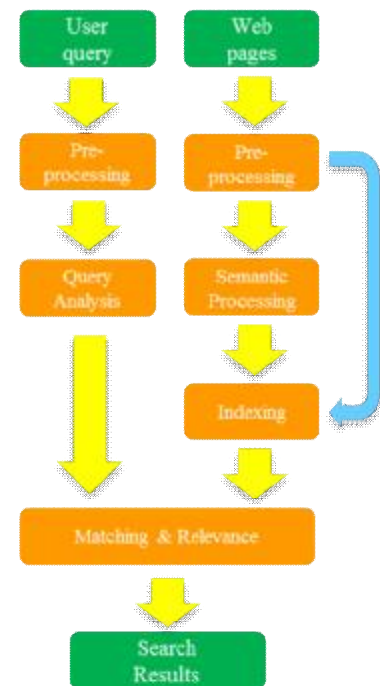 User
query
Web
pages
Pre-
processing
Pre-
processing
Query
Analysis
Semantic
Processing
Indexing
Matching & Relevance
Search
Results